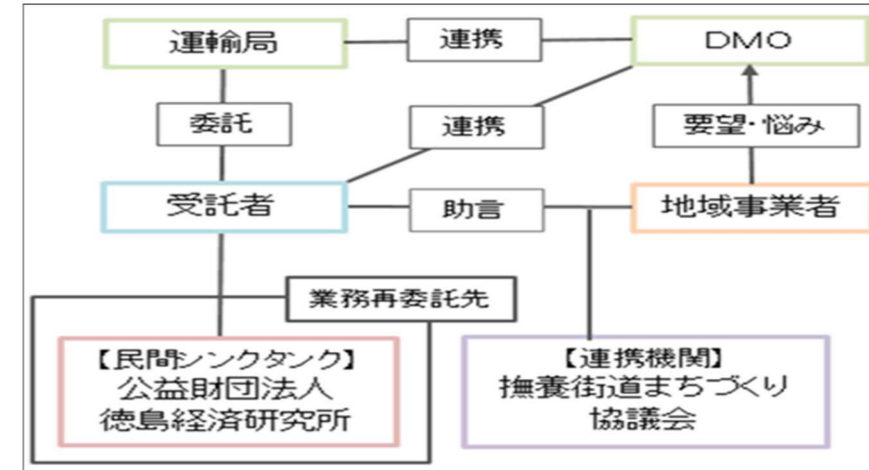 運輸局
連携
DMO
委託
連携
要望・悩み
受託者
助言
地域事業者
業務再委託先
【民間シンクタンク】
公益財団法人
徳島経済研究所
【連携機関】
撫養街道まちづくり
協議会